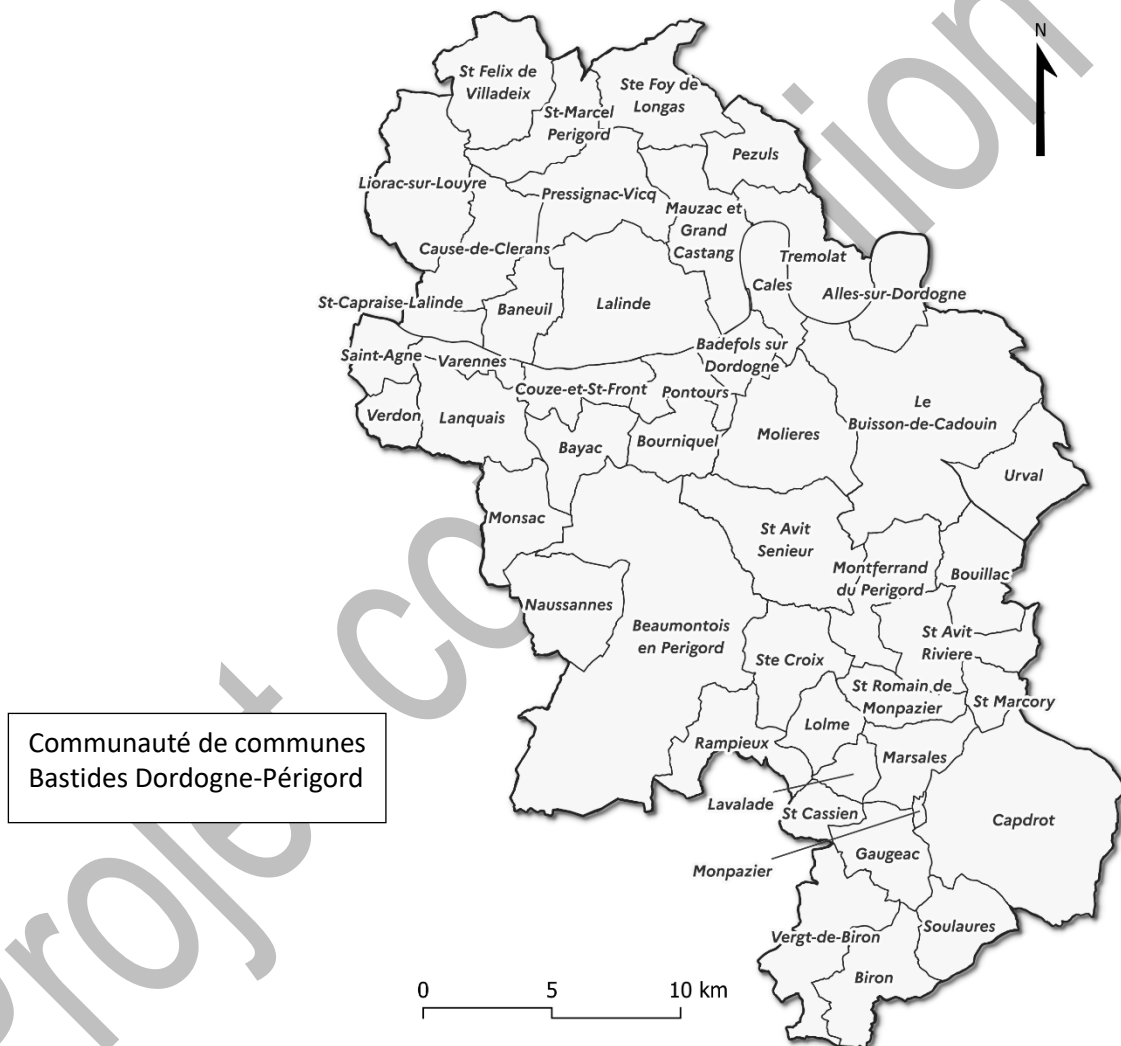 N
St Felix de
Villadeix
Ste Foy de
Longas
St-Marcel
Perigord
Pezuls
Liorac-sur-Louyre
Pressignac-Vicq
Mauzac et
Grand
Castang
Cause-de-Clerans
Tremolat
Cales
Alles-sur-Dordogne
St-Capraise-Lalinde
Baneuil
Lalinde
Saint-Agne
Varennes
Badefols sur
Dordogne
Couze-et-St-Front
Pontours
Le
Buisson-de-Cadouin
Verdon
Lanquais
Bayac
Bourniquel
Molieres
Urval
Monsac
St Avit
Senieur
Montferrand
du Perigord
Bouillac
Naussannes
Beaumontois
en Perigord
Ste Croix
St Avit
Riviere
St Romain de
Monpazier
St Marcory
Lolme
Rampieux
Marsales
Communauté de communes
Bastides Dordogne-Périgord
Lavalade
St Cassien
Capdrot
Monpazier
Gaugeac
Soulaures
Vergt-de-Biron
Biron
0 5 10 km
Projet